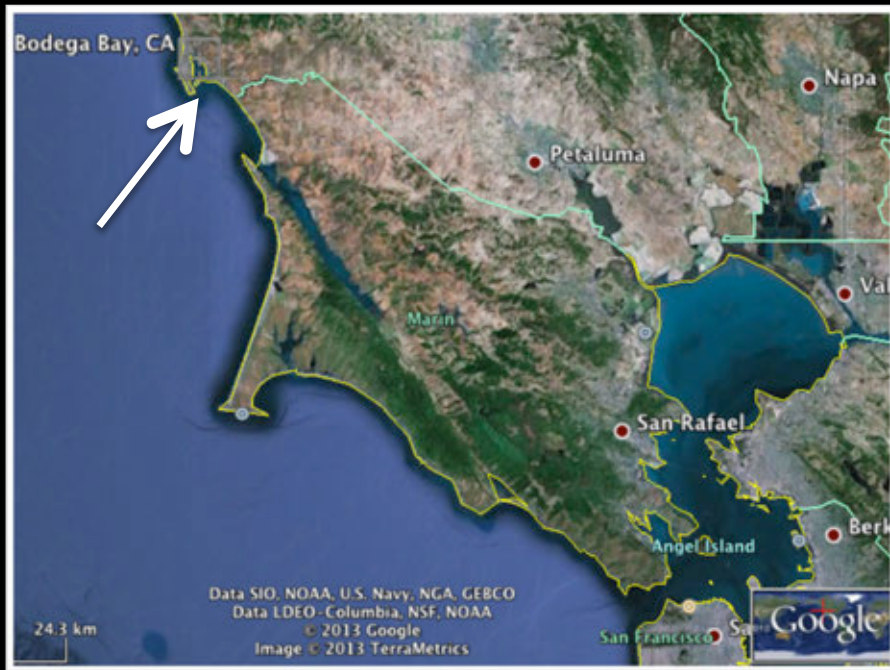 Bodega Bay, CA
Napa
Petaluma
Val
Marin
San Rafael
Berk
Angel Island
Data SIO, NOAA, U.S. Navy, NGA, GEBCO
Data LDEO-Columbia, NSF, NOAA
© 2013 Google
Image © 2013 TerraMetrics
24.3 km
San Francisco
Sa
Google